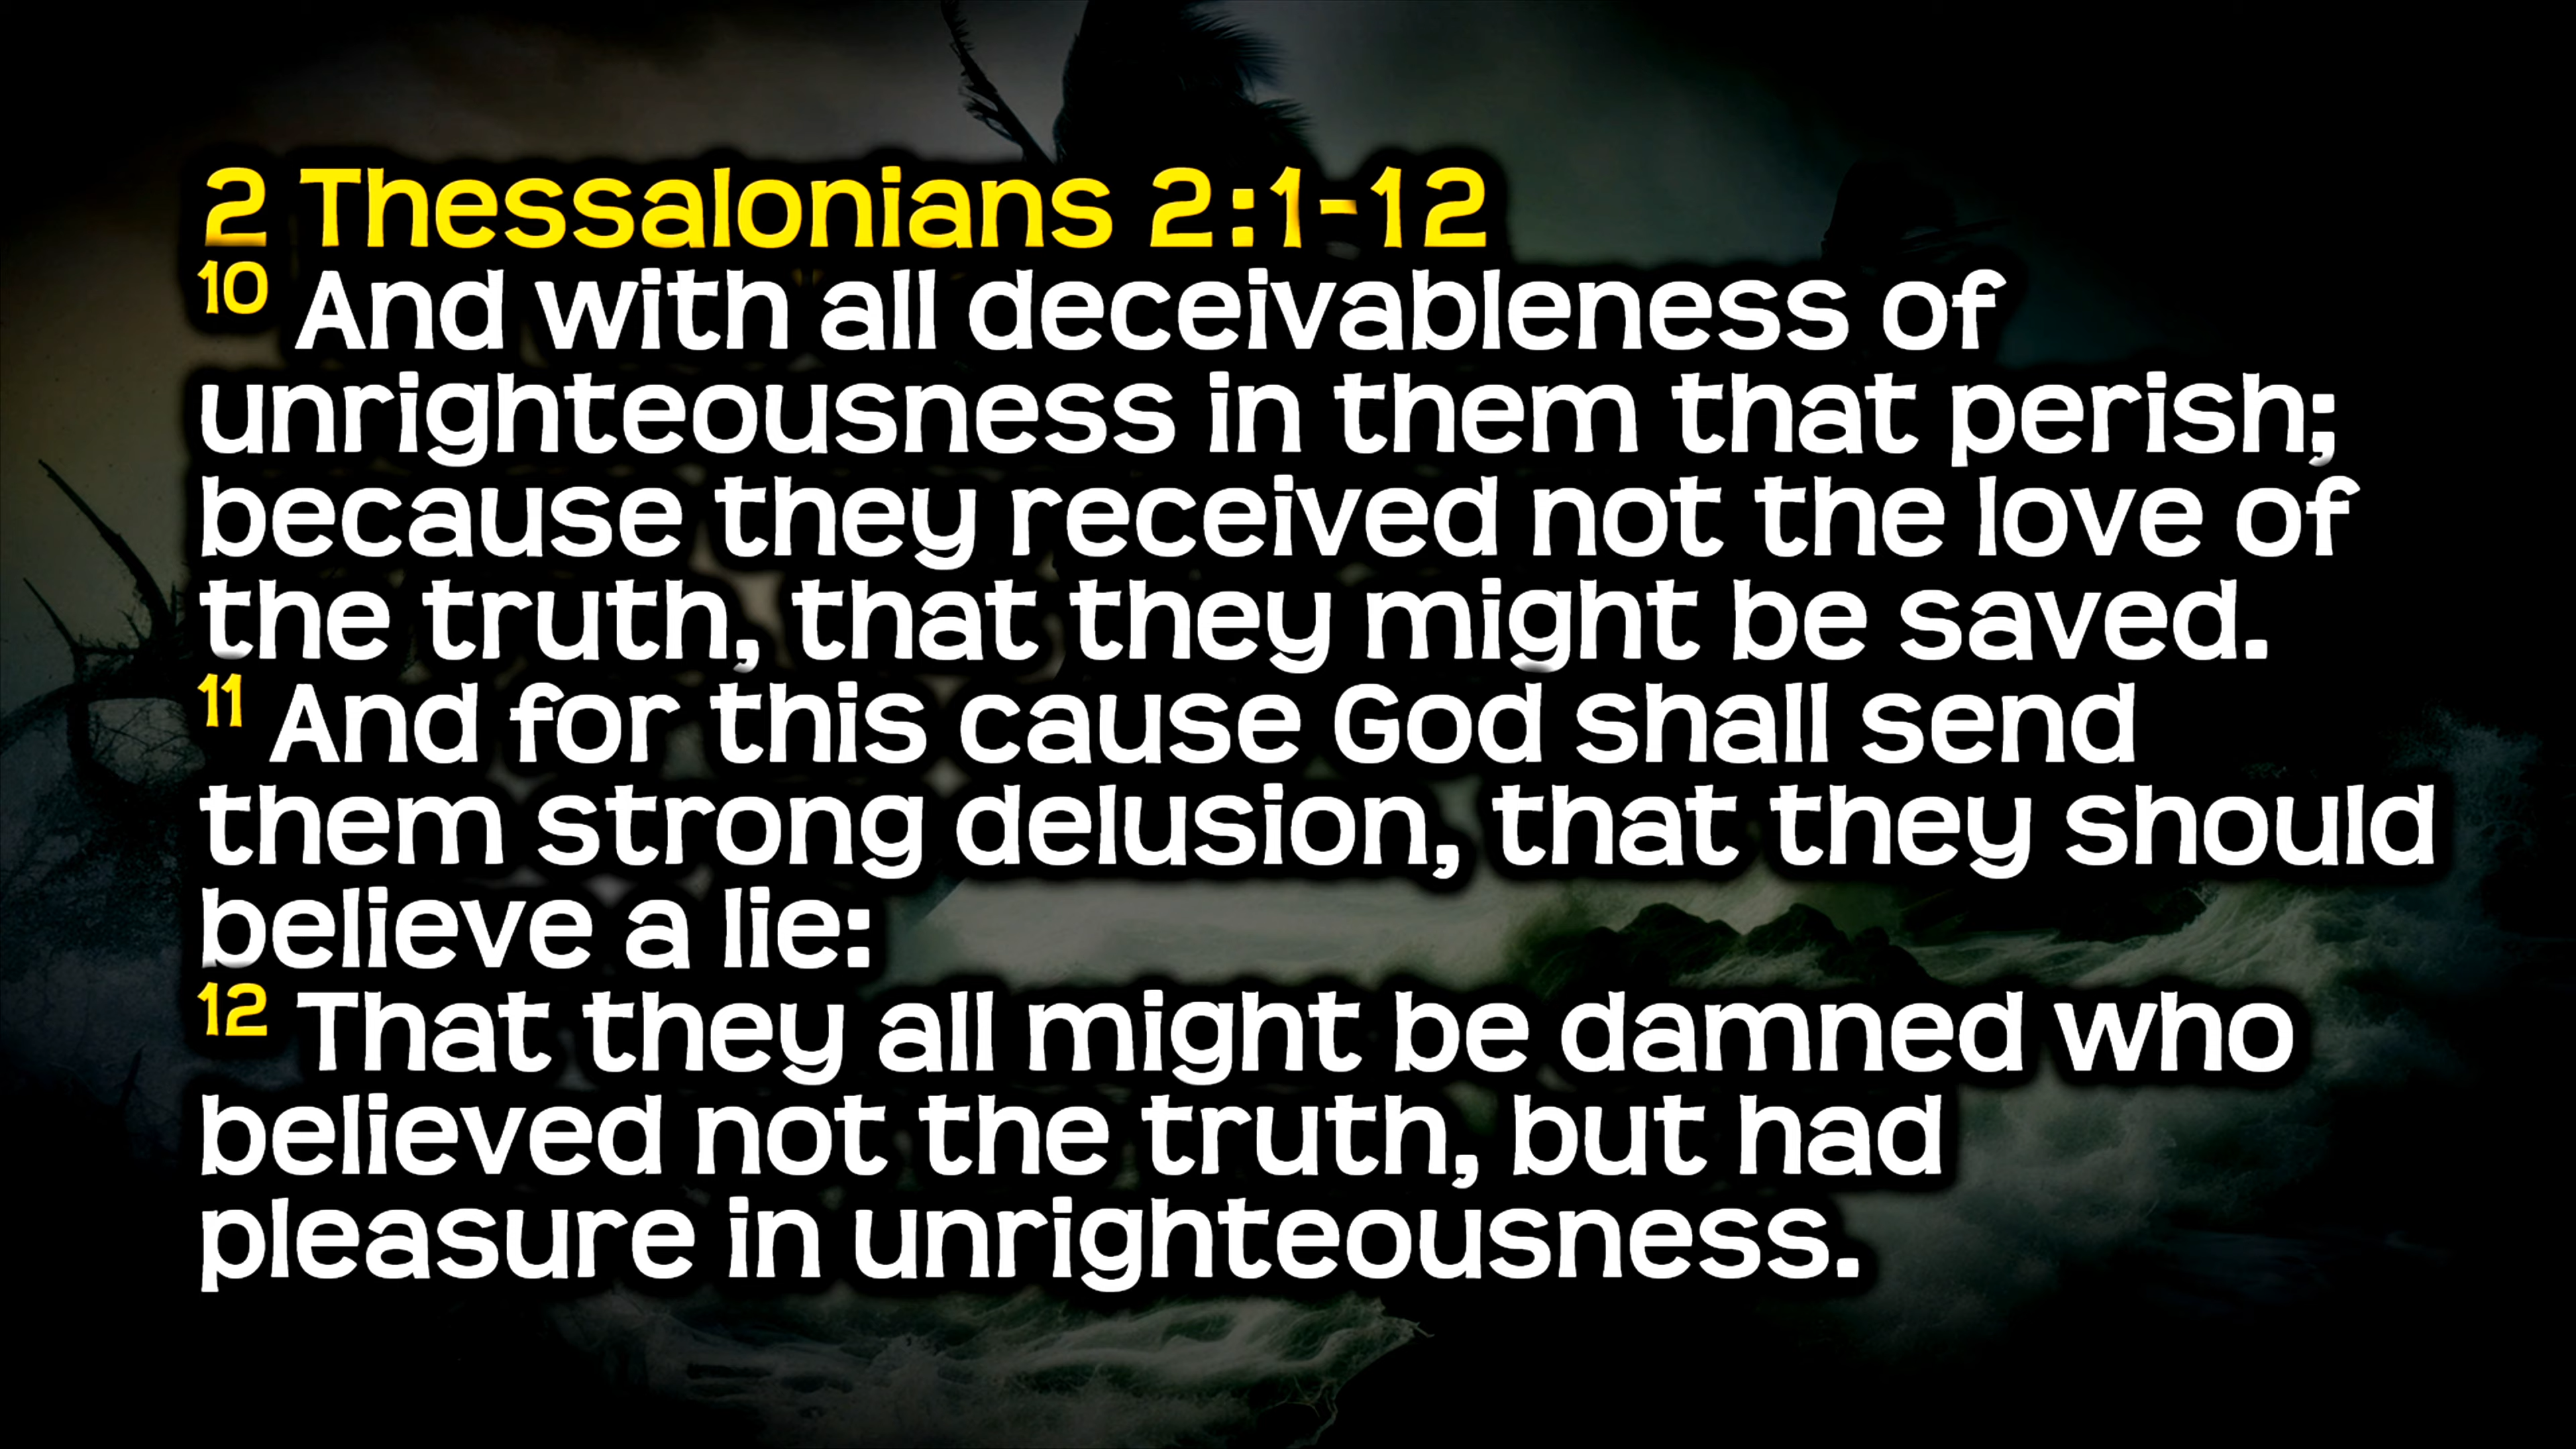 2 Thessalonians 2:1-12
10 And with all deceivableness of
unrighteousness in them that perish;
because they received not the love of
the truth, that they might be saved.
11 And for this cause God shall send
them strong delusion, that they should
believe a lie:
12 That they all might be damned who
believed not the truth, but had
pleasure in unrighteousness.